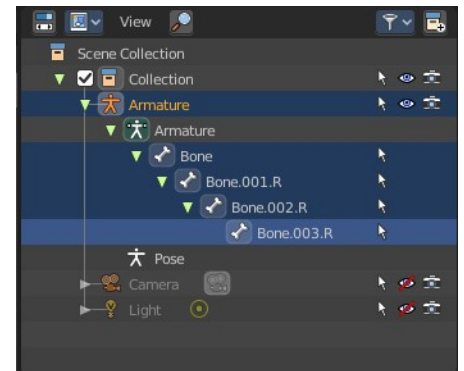 View
Scene Collection
Collection
Armature
Armature
Bone
Bone.001.R
Bone.002.R
Bone.003.R
Pose
Camera
Light